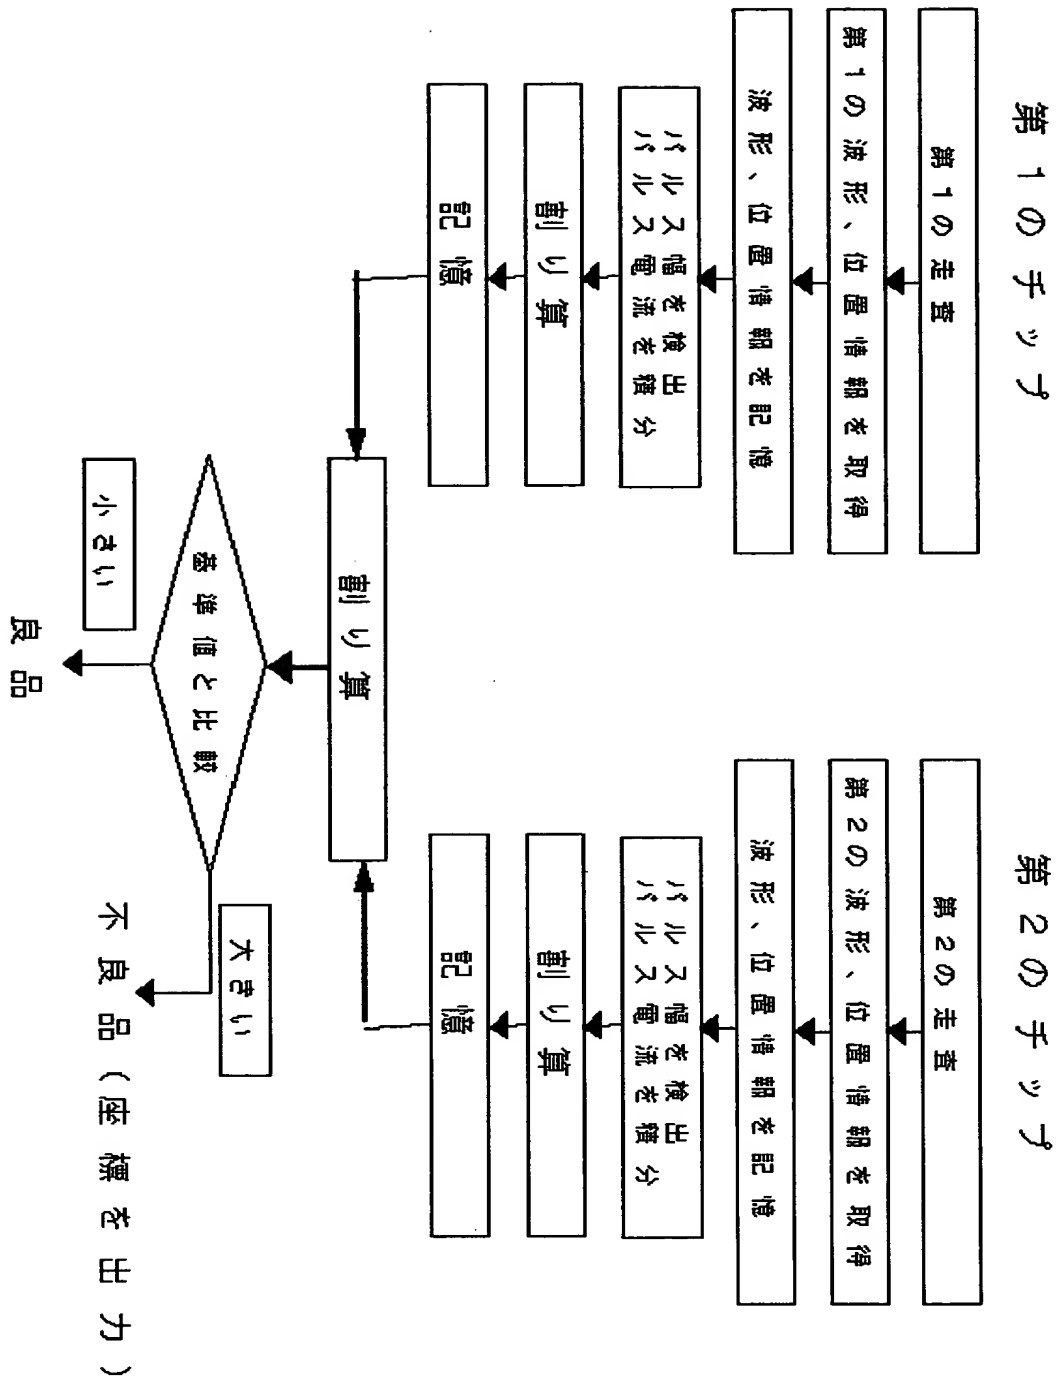 第1のチップ
第1の走査
第1の波形、位置情報を取得
波形、位置情報を記憶
パルス幅を検出
パルス電流を積分
割り算
記憶
第2のチップ
第2の走査
第2の波形、位置情報を取得
波形、位置情報を記憶
パルス幅を検出
パルス電流を積分
割り算
記憶
割り算
基準値と比較
小さい
大きい
良品
不良品(座標を出力)